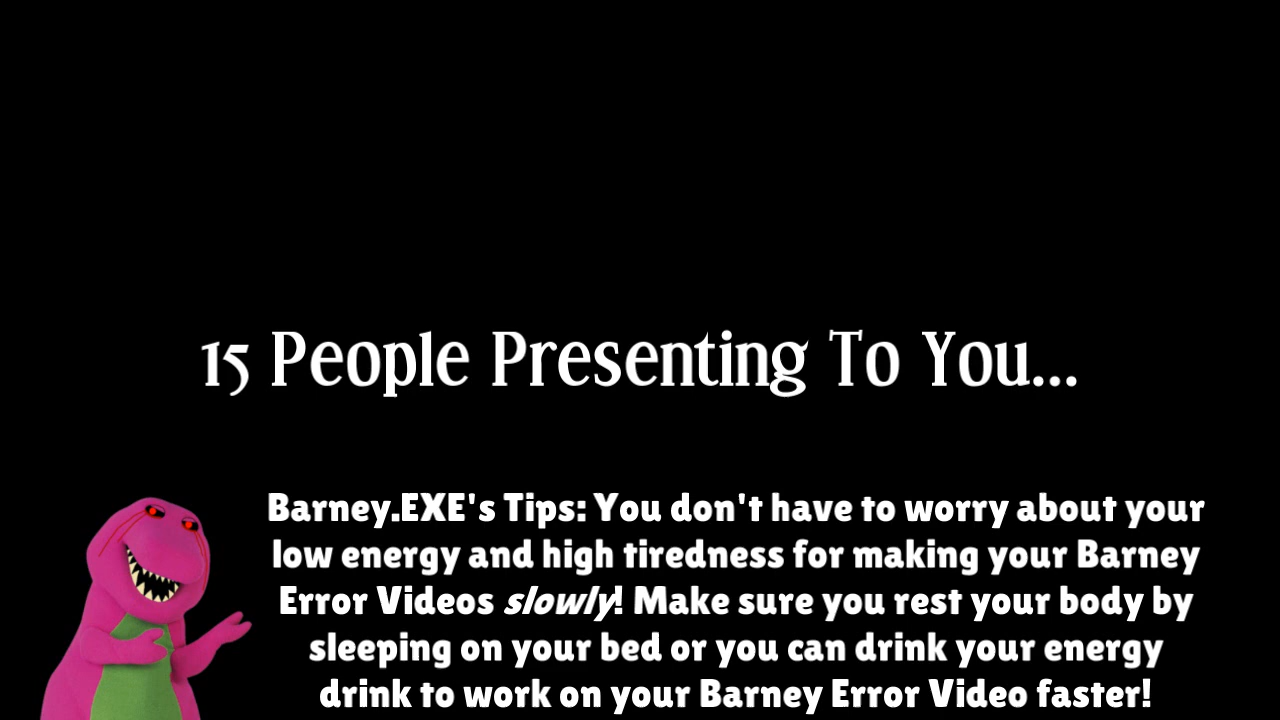 15 People Presenting To You...
Barney.EXE's Tips: You don't have to worry about your
low energy and high tiredness for making your Barney
Error Videos slowly! Make sure you rest your body by
sleeping on your bed or you can drink your energy
drink to work on your Barney Error Video faster!